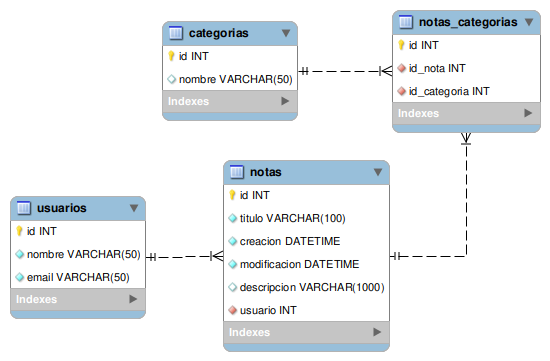 categorias
id INT
nombre VARCHAR(50)
Indexes
notas_categorias
id INT
id_nota INT
id_categoria INT
Indexes
usuarios
id INT
nombre VARCHAR(50)
email VARCHAR(50)
Indexes
notas
id INT
titulo VARCHAR(100)
creacion DATETIME
modificacion DATETIME
descripcion VARCHAR(1000)
usuario INT
Indexes